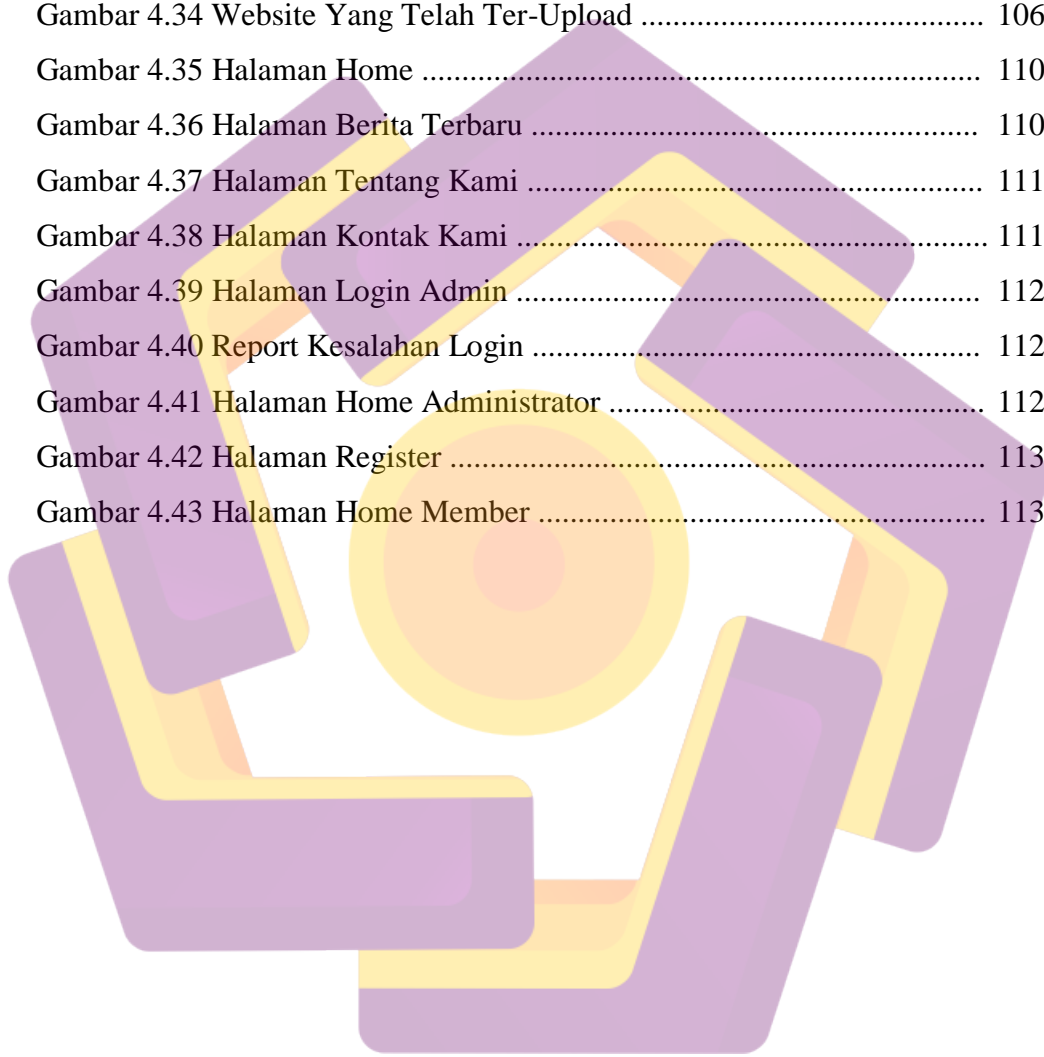 Gambar 4.34 Website Yang Telah Ter-Upload .................................... 106
Gambar 4.35 Halaman Home ............................................................ 110
Gambar 4.36 Halaman Berita Terbaru ................................................ 110
Gambar 4.37 Halaman Tentang Kami ................................................. 111
Gambar 4.38 Halaman Kontak Kami .................................................. 111
Gambar 4.39 Halaman Login Admin .................................................. 112
Gambar 4.40 Report Kesalahan Login ................................................ 112
Gambar 4.41 Halaman Home Administrator ........................................ 112
Gambar 4.42 Halaman Register ......................................................... 113
Gambar 4.43 Halaman Home Member ................................................ 113